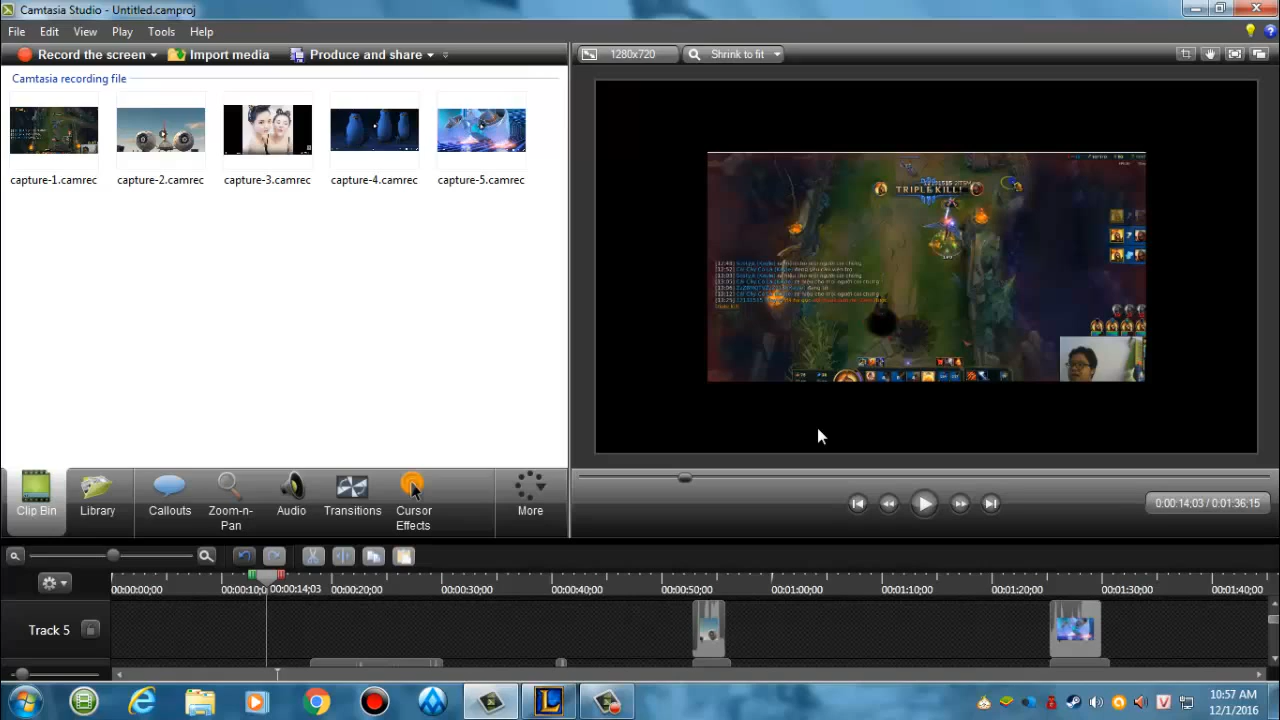 Camtasia Studio - Untitled.camproj
File Edit View Play Tools Help
Record the screen Import media Produce and share
1280x720 Shrink to fit
Camtasia recording file
capture-1.camrec capture-2.camrec capture-3.camrec capture-4.camrec capture-5.camrec
TRIPLE KILL!
Clip Bin Library Callouts Zoom-n-Pan Audio Transitions Cursor Effects More
0:00:14,03 / 0:01:36,15
00:00:00;00 00:00:10;0 00:00:14;03 00:00:20;00 00:00:30;00 00:00:40;00 00:00:50;00 00:01:00;00 00:01:10;00 00:01:20;00 00:01:30;00 00:01:40;00
Track 5
10:57 AM
12/1/2016